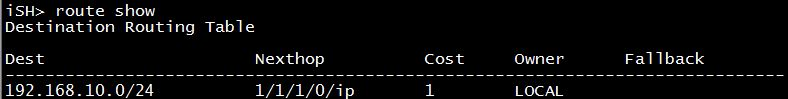 iSH> route show
Destination Routing Table
Dest Nexthop Cost Owner Fallback
--------------------------------------------------------------------------------
192.168.10.0/24 1/1/1/0/ip 1 LOCAL